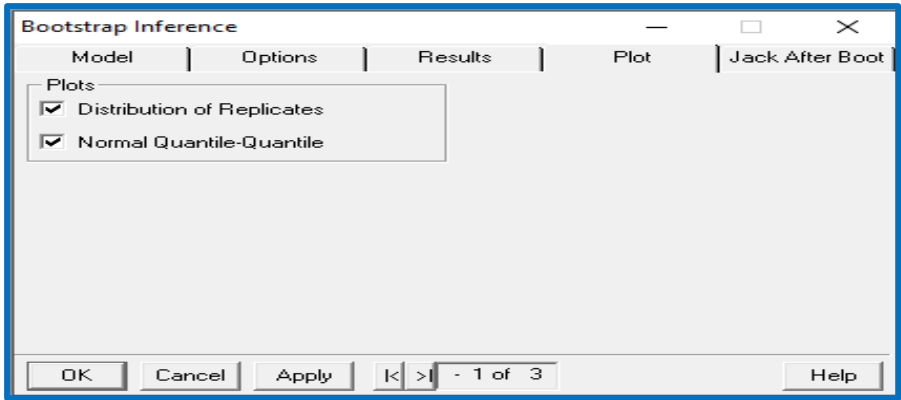 Bootstrap Inference
Model Options Results Plot Jack After Boot
Plots
Distribution of Replicates
Normal Quantile-Quantile
OK Cancel Apply |< >| - 1 of 3 Help